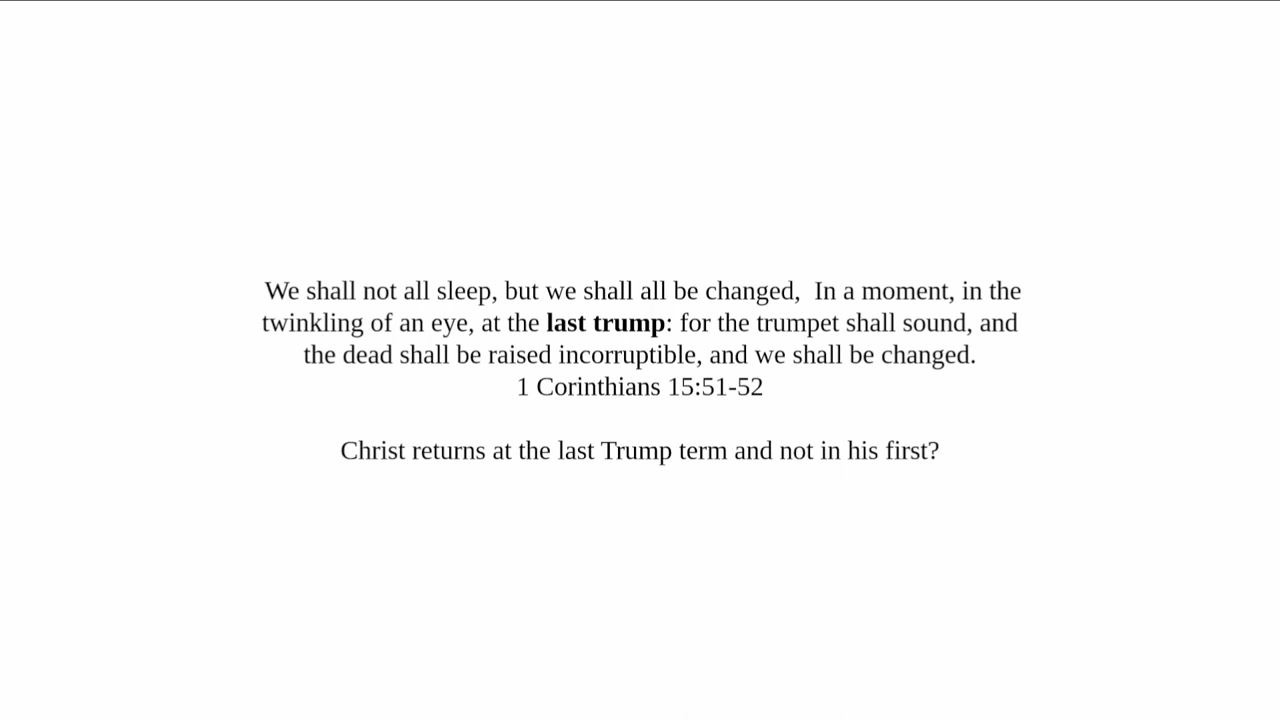 We shall not all sleep, but we shall all be changed,  In a moment, in the
twinkling of an eye, at the last trump: for the trumpet shall sound, and
the dead shall be raised incorruptible, and we shall be changed.
1 Corinthians 15:51-52
Christ returns at the last Trump term and not in his first?